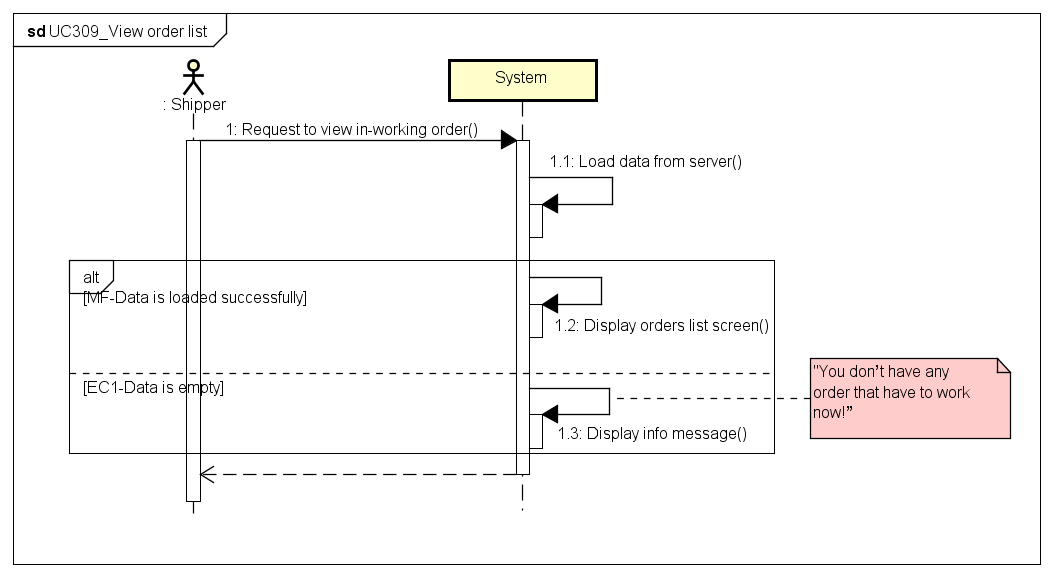 sd UC309_View order list
: Shipper
System
1: Request to view in-working order()
1.1: Load data from server()
alt
[MF-Data is loaded successfully]
1.2: Display orders list screen()
[EC1-Data is empty]
"You don’t have any
order that have to work
now!”
1.3: Display info message()